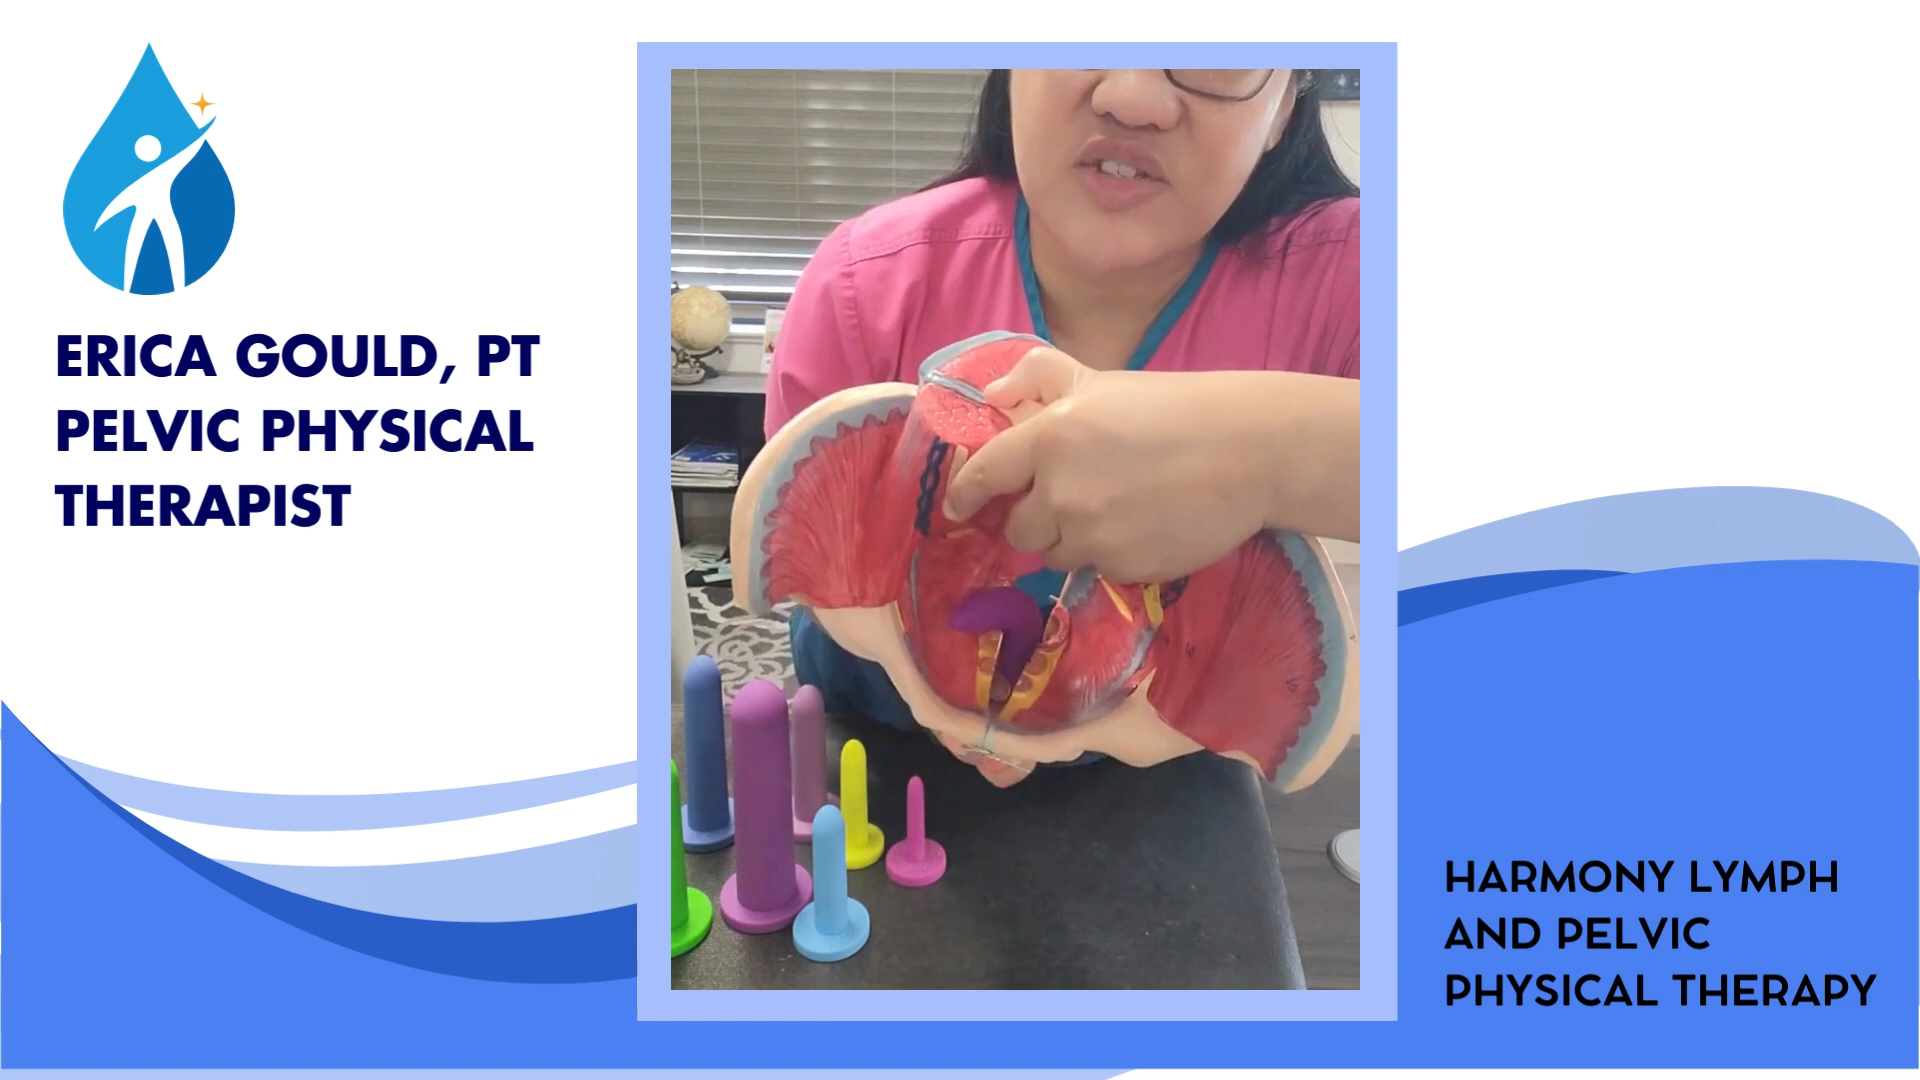 ERICA GOULD, PT
PELVIC PHYSICAL
THERAPIST
HARMONY LYMPH
AND PELVIC
PHYSICAL THERAPY